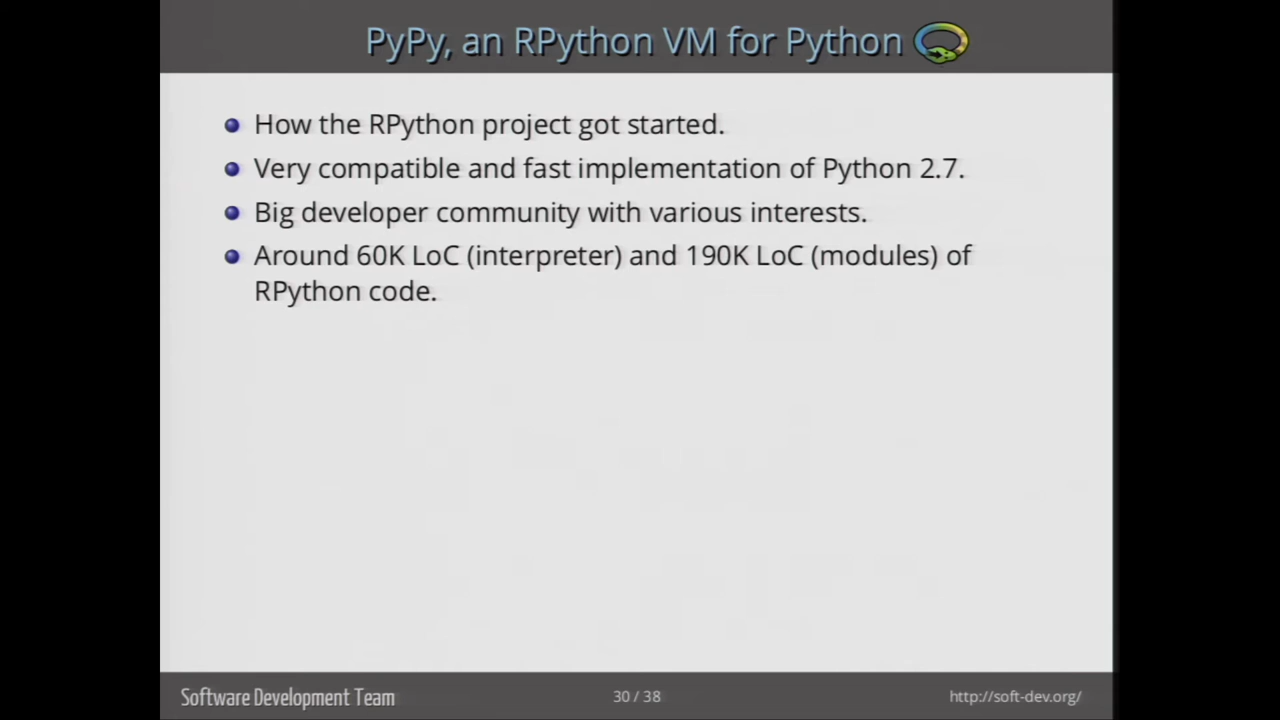 PyPy, an RPython VM for Python
How the RPython project got started.
Very compatible and fast implementation of Python 2.7.
Big developer community with various interests.
Around 60K LoC (interpreter) and 190K LoC (modules) of
RPython code.
Software Development Team
30 / 38
http://soft-dev.org/